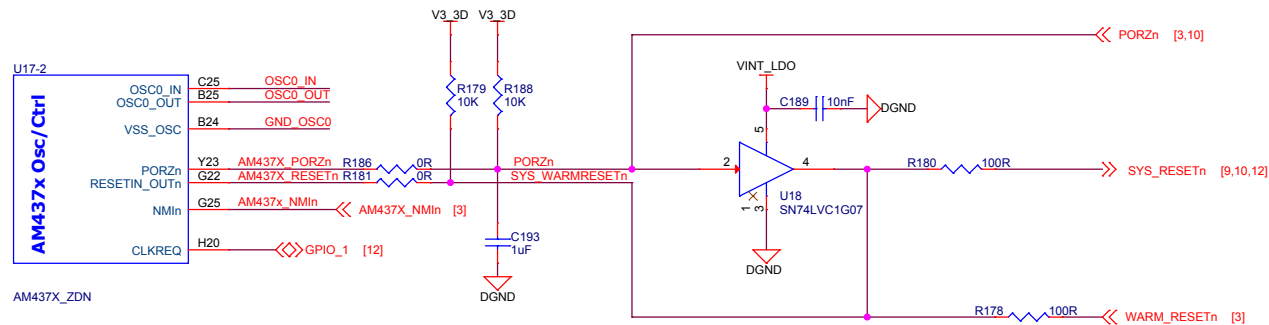 V3_3D V3_3D
PORZn [3,10]
U17-2
VINT_LDO
OSC0_IN C25 OSC0_IN
R179 10K
R188 10K
OSC0_OUT B25 OSC0_OUT
C189 10nF DGND
VSS_OSC B24 GND_OSC0
5
AM437x Osc/Ctrl
PORZn Y23 AM437X_PORZn R186 0R PORZn 2 4 R180 100R SYS_RESETn [9,10,12]
RESETIN_OUTn G22 AM437X_RESETn R181 0R SYS_WARMRESETn
U18
SN74LVC1G07
1 3
NMIn G25 AM437x_NMIn AM437X_NMIn [3]
CLKREQ H20 GPIO_1 [12]
C193
1uF
DGND
DGND
AM437X_ZDN
R178 100R WARM_RESETn [3]